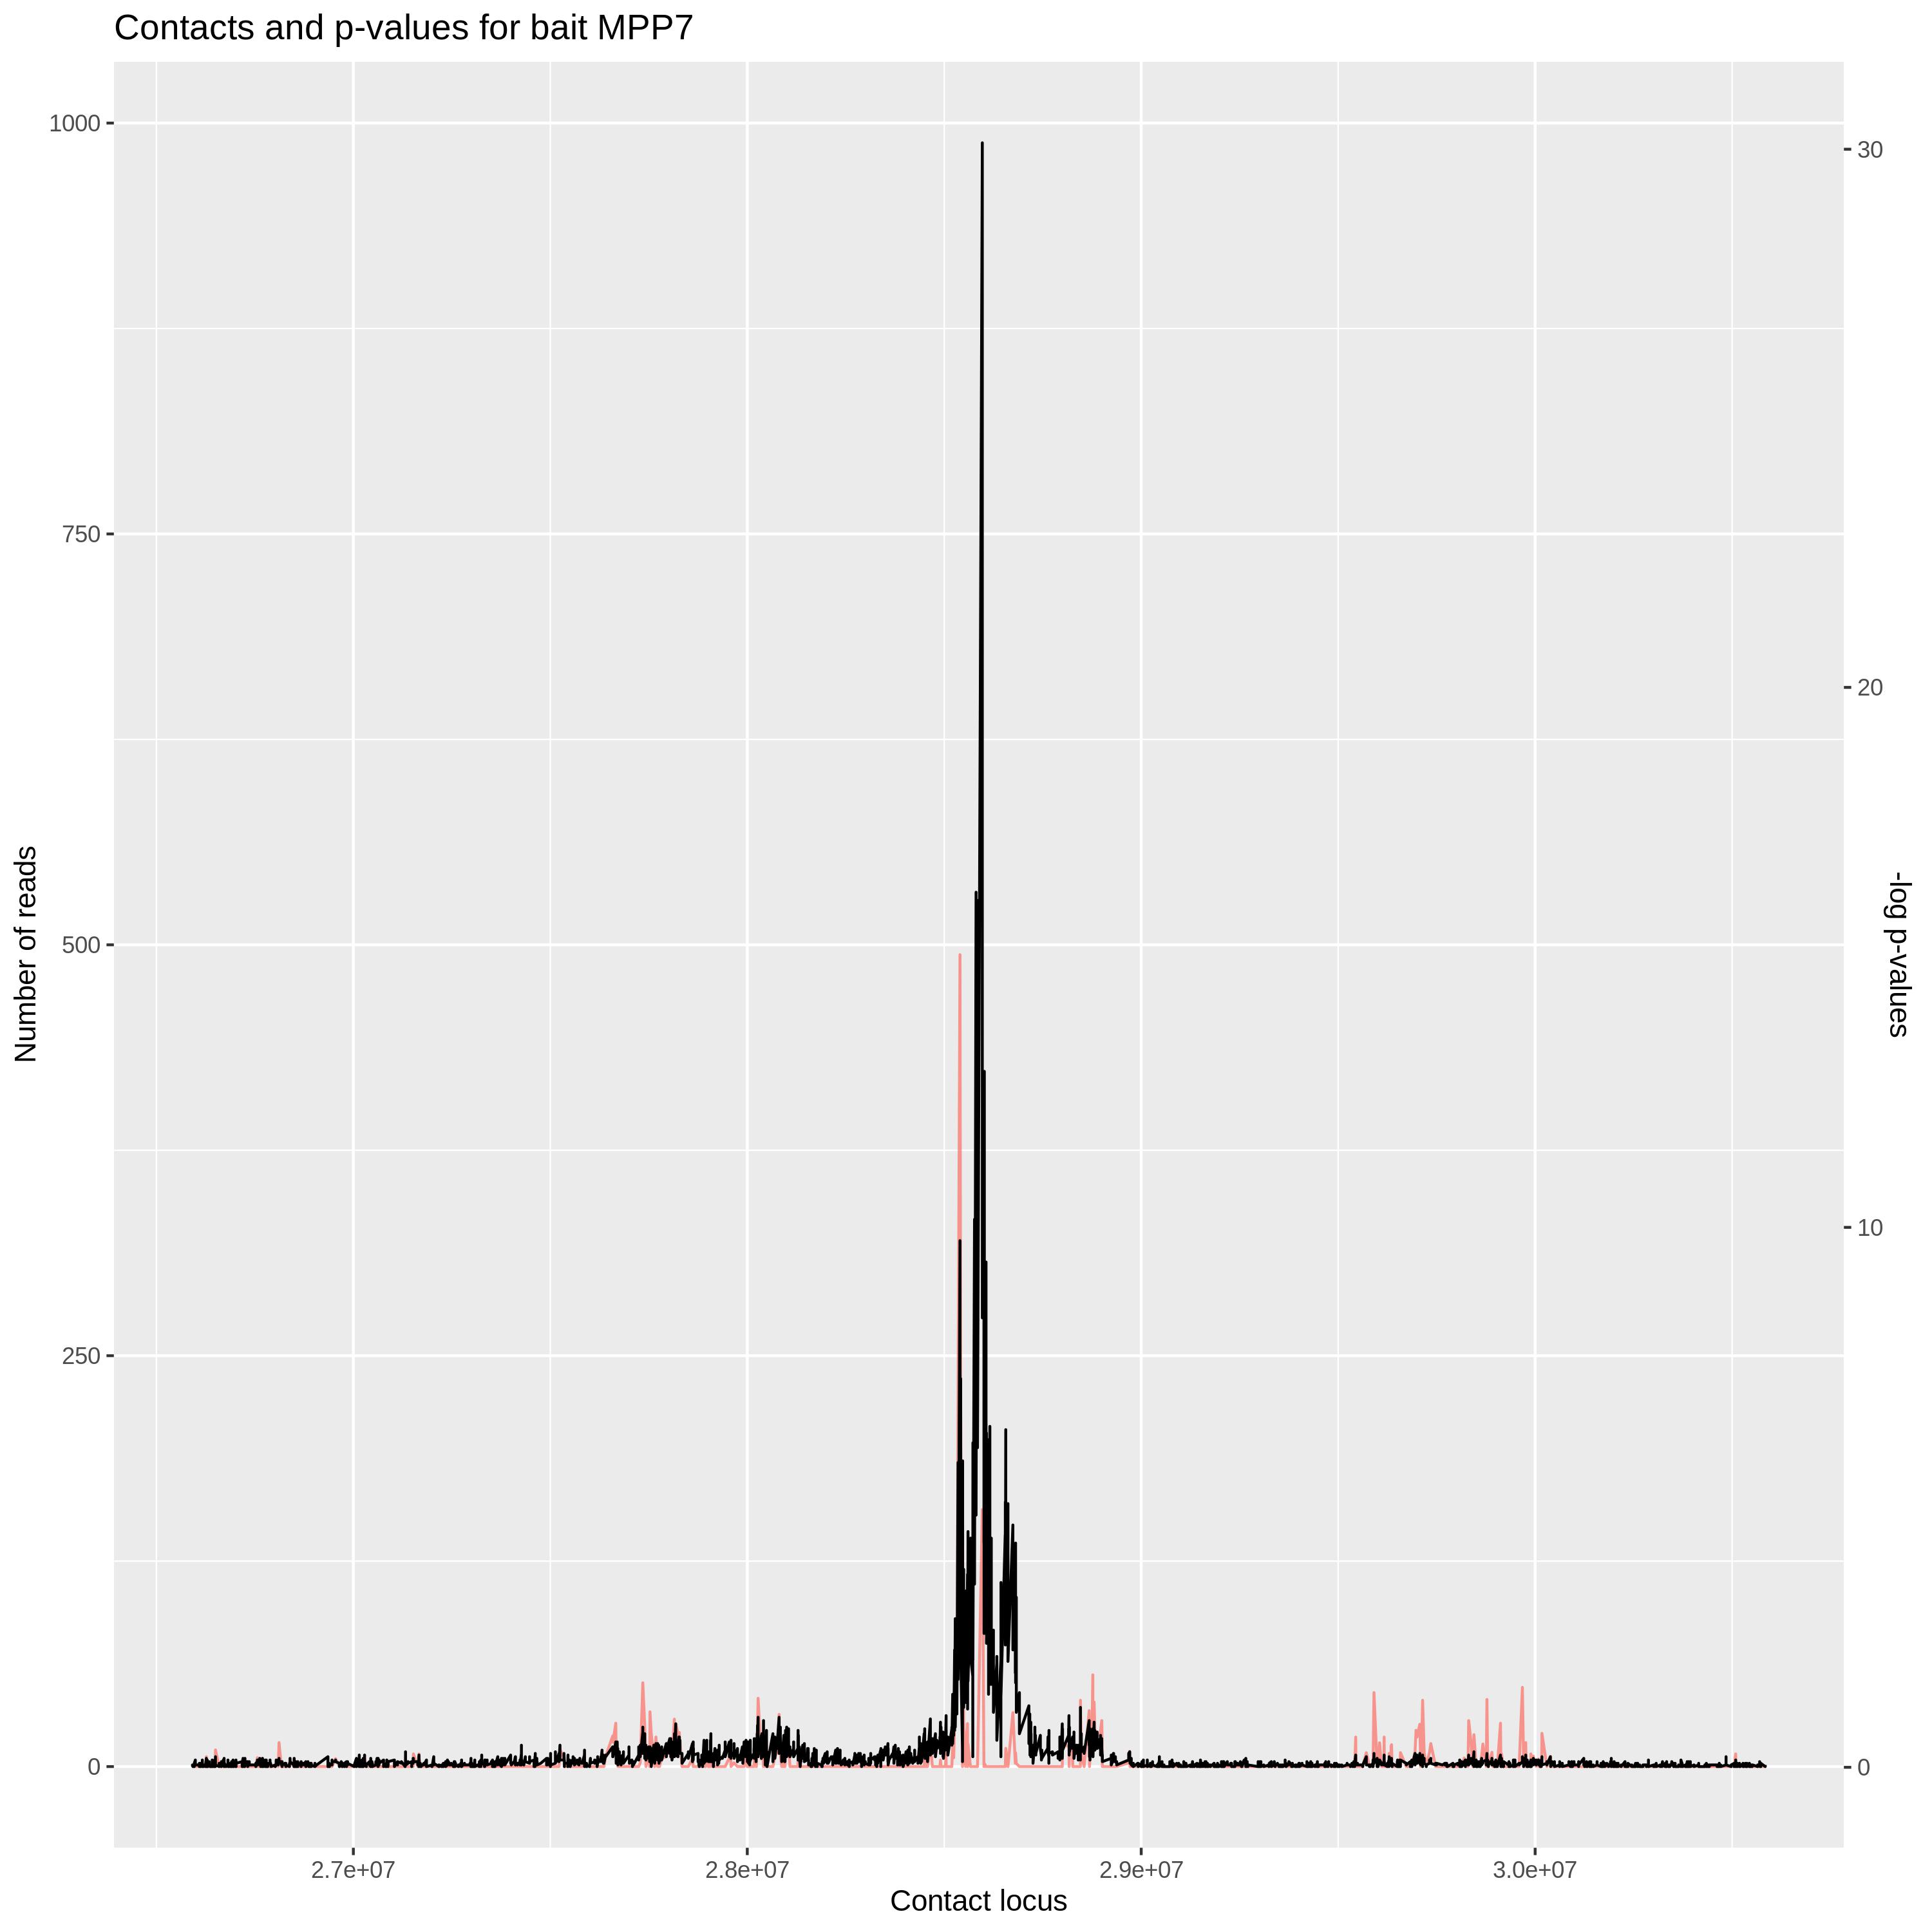 Contacts and p-values for bait MPP7
1000
750
500
250
0
Number of reads
30
20
10
0
-log p-values
2.7e+07
2.8e+07
2.9e+07
3.0e+07
Contact locus